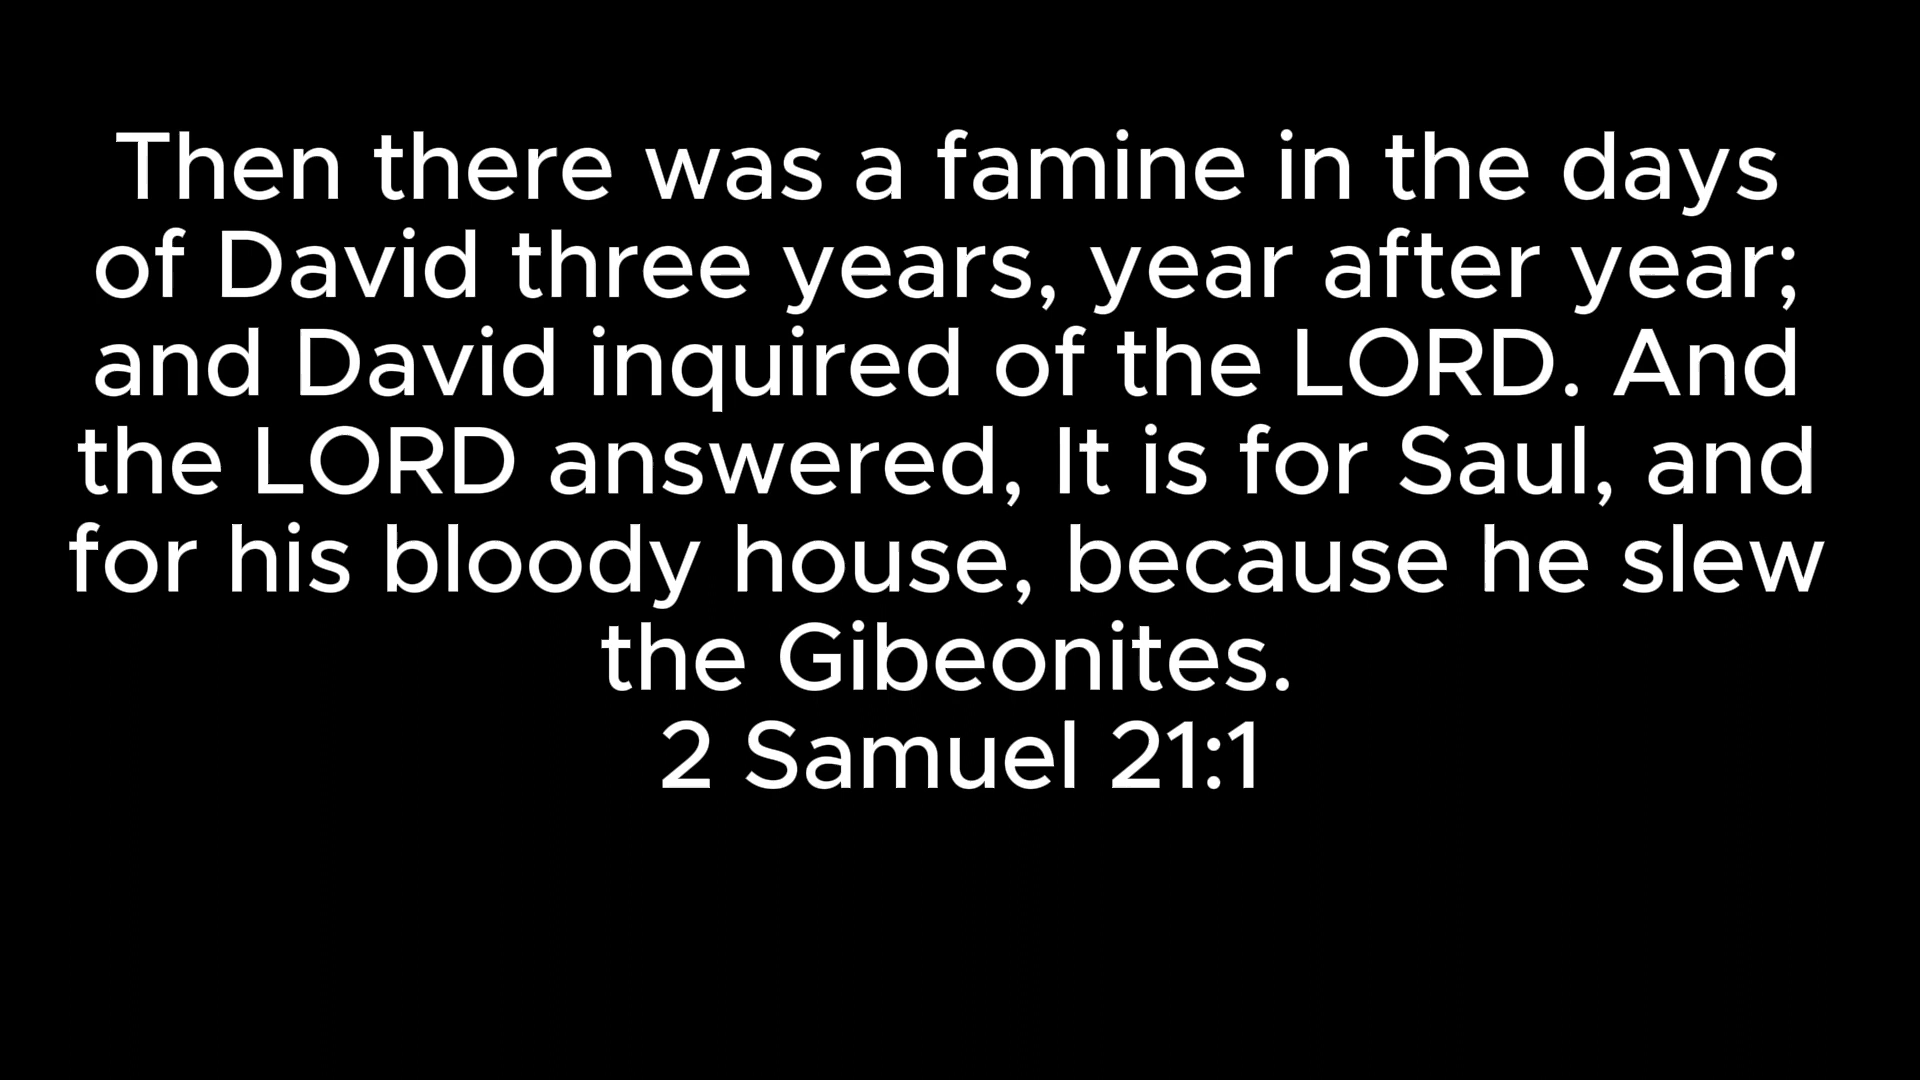 Then there was a famine in the days
of David three years, year after year;
and David inquired of the LORD. And
the LORD answered, It is for Saul, and
for his bloody house, because he slew
the Gibeonites.
2 Samuel 21:1